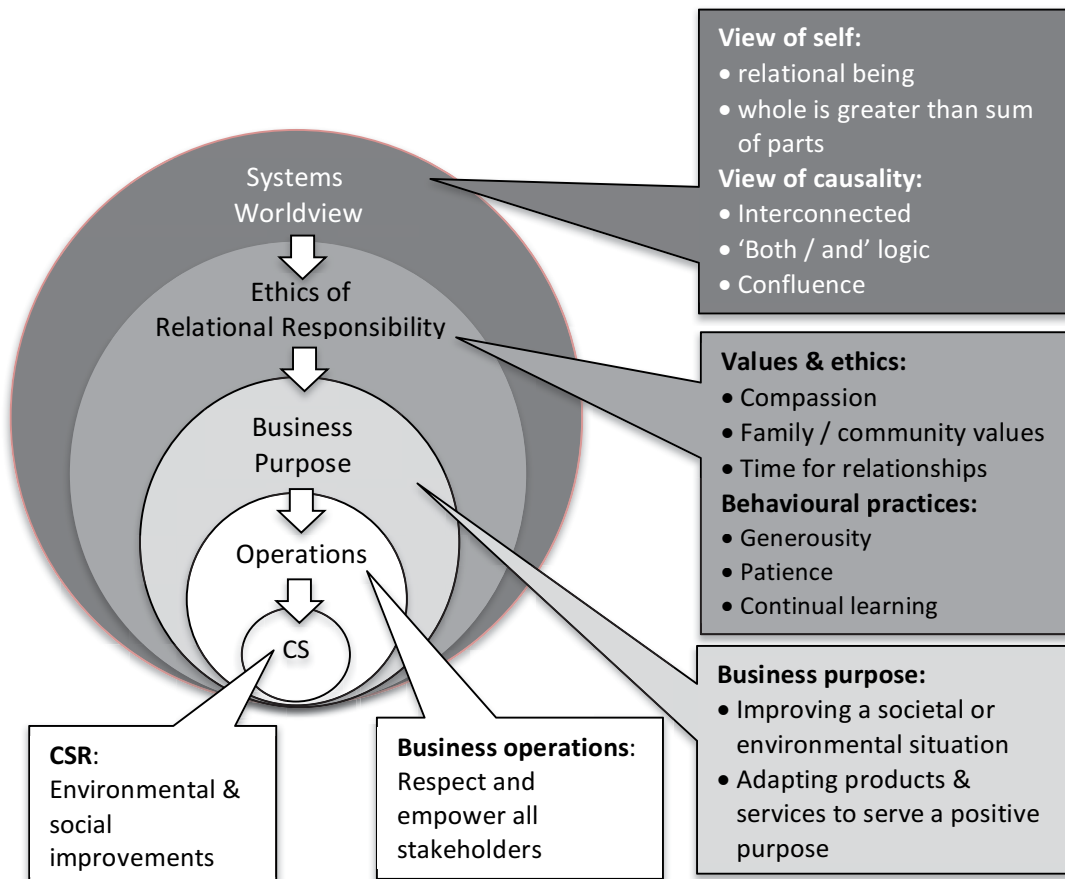 Systems
Worldview
Ethics of
Relational Responsibility
Business
Purpose
Operations
CS
View of self:
• relational being
• whole is greater than sum
of parts
View of causality:
• Interconnected
• ‘Both / and’ logic
• Confluence
Values & ethics:
• Compassion
• Family / community values
• Time for relationships
Behavioural practices:
• Generousity
• Patience
• Continual learning
Business purpose:
• Improving a societal or
environmental situation
• Adapting products &
services to serve a positive
purpose
CSR:
Environmental &
social
improvements
Business operations:
Respect and
empower all
stakeholders